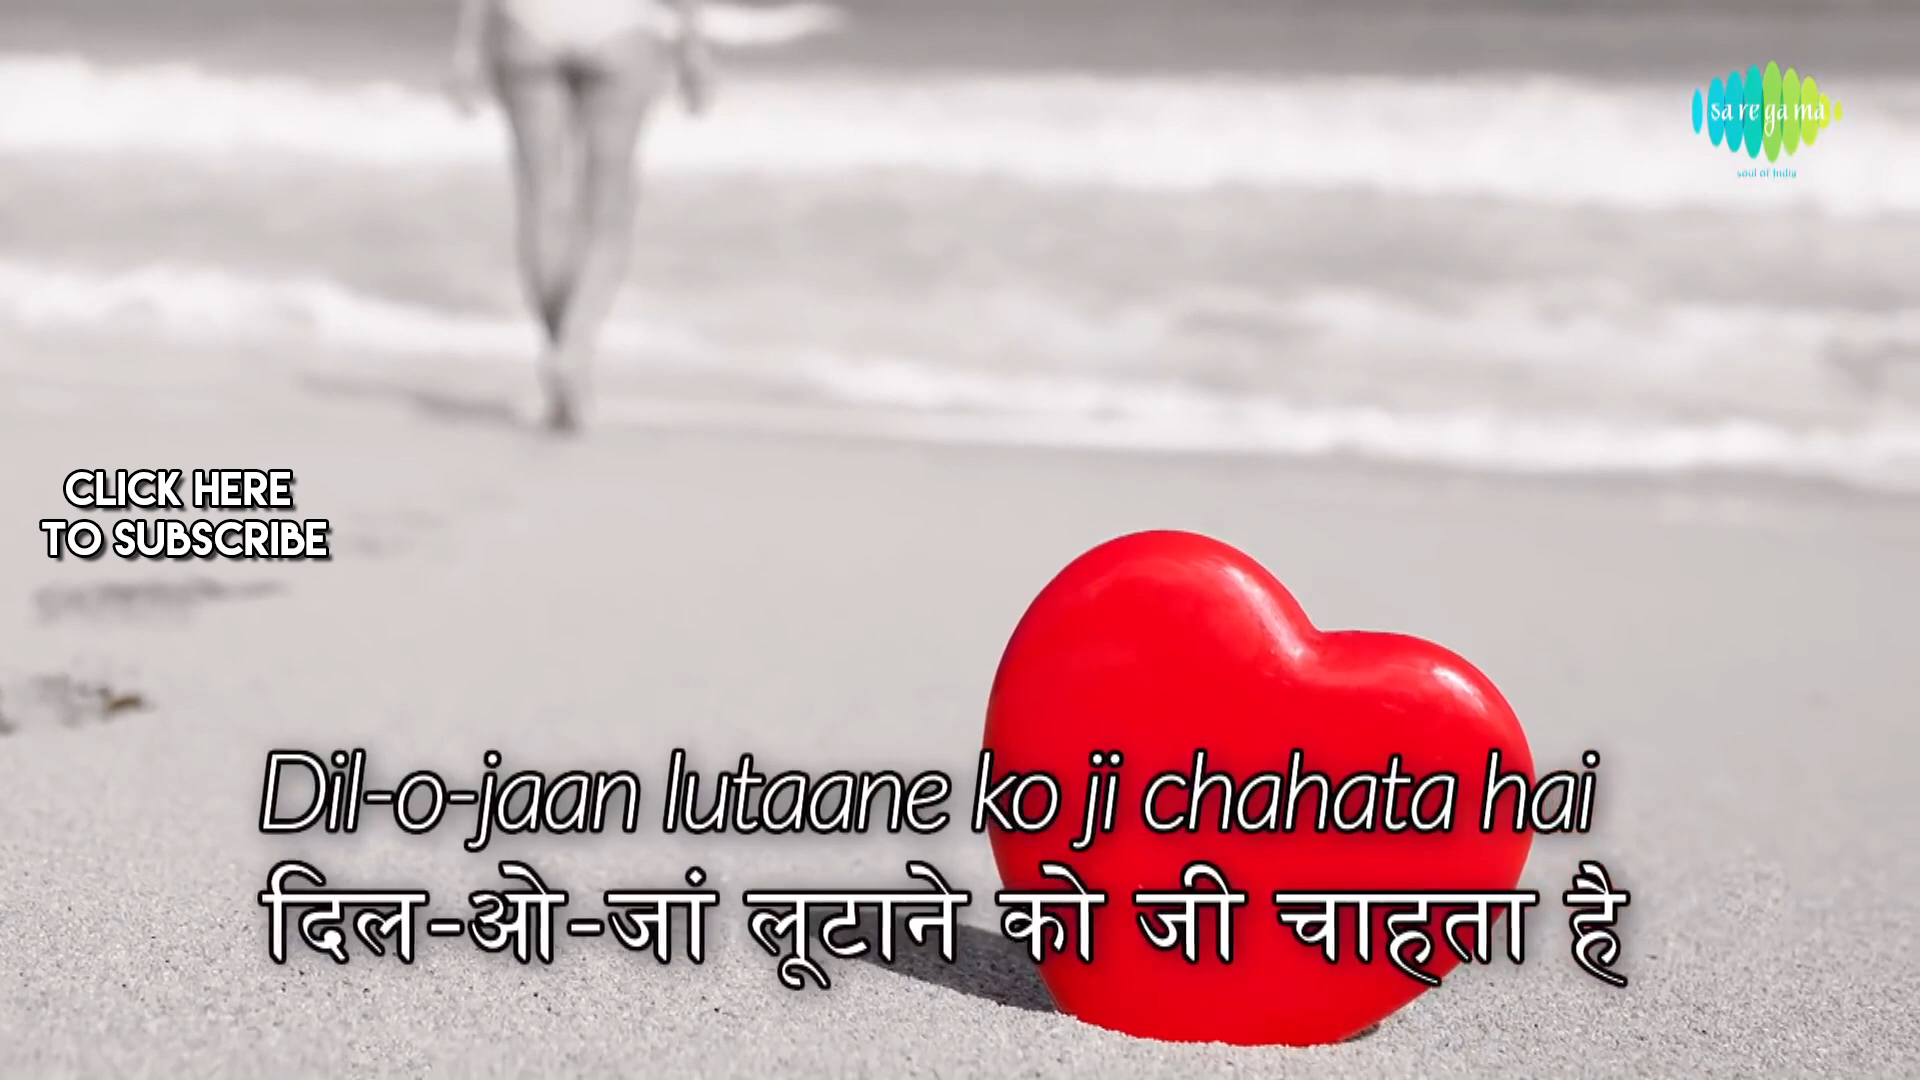 sa re ga ma
soul of India
CLICK HERE
TO SUBSCRIBE
Dil-o-jaan lutaane ko ji chahata hai
दिल-ओ-जां लूटाने को जी चाहता है